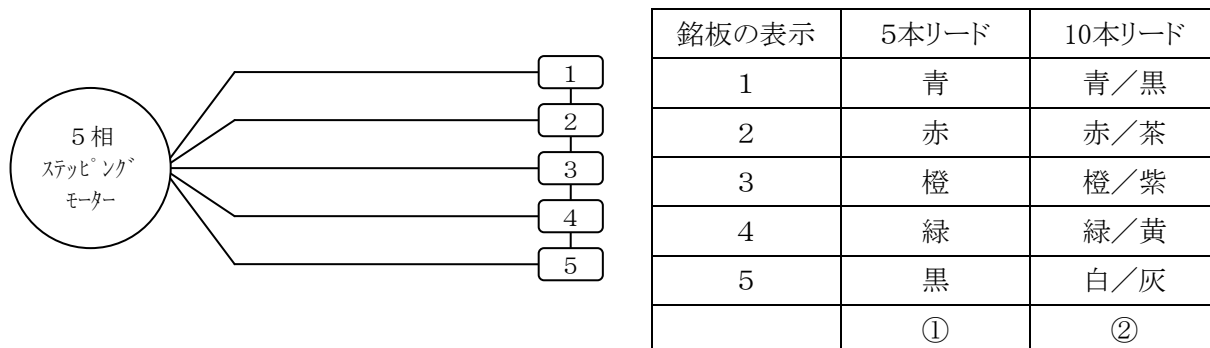 5相
ステッピング
モーター
1
2
3
4
5
銘板の表示 5本リード 10本リード
1 青 青／黒
2 赤 赤／茶
3 橙 橙／紫
4 緑 緑／黄
5 黒 白／灰
① ②